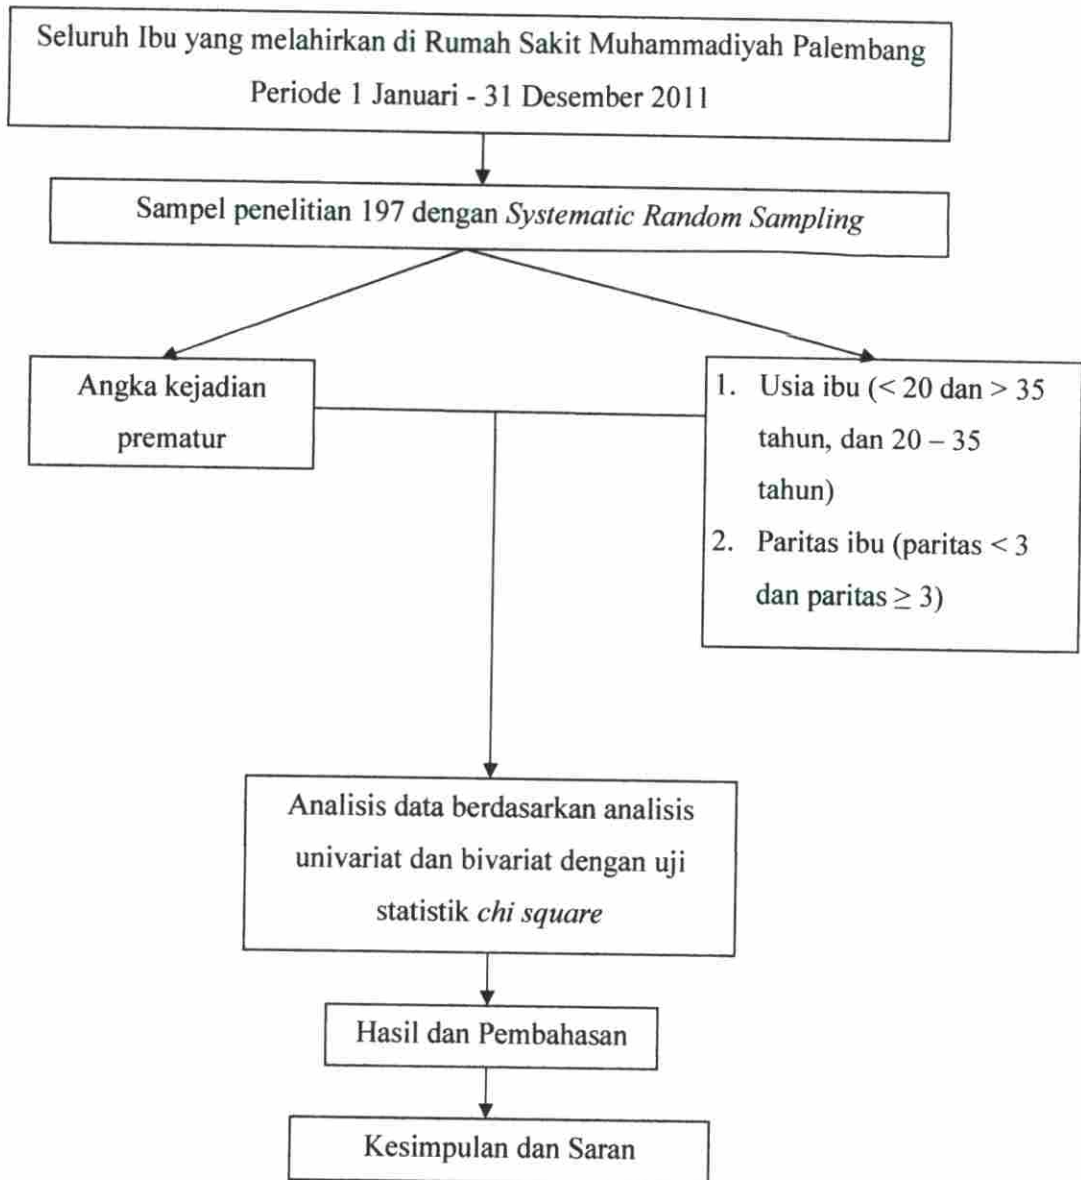 Seluruh Ibu yang melahirkan di Rumah Sakit Muhammadiyah Palembang
Periode 1 Januari - 31 Desember 2011
Sampel penelitian 197 dengan Systematic Random Sampling
Angka kejadian
prematur
1. Usia ibu (< 20 dan > 35
tahun, dan 20 – 35
tahun)
2. Paritas ibu (paritas < 3
dan paritas ≥ 3)
Analisis data berdasarkan analisis
univariat dan bivariat dengan uji
statistik chi square
Hasil dan Pembahasan
Kesimpulan dan Saran